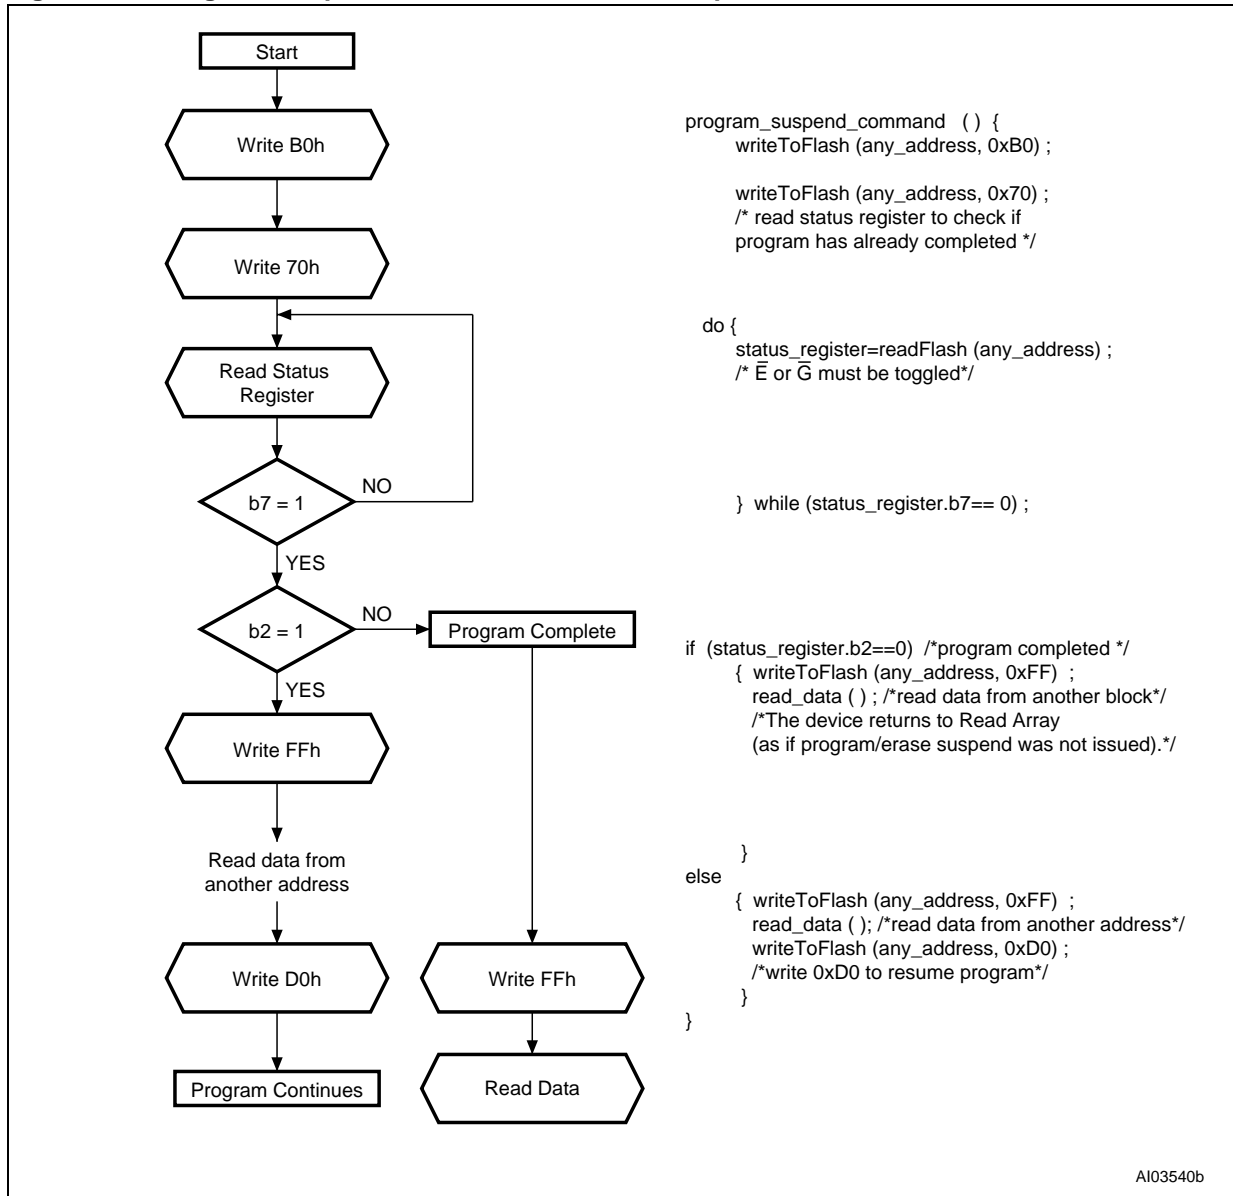 Start
Write B0h
Write 70h
Read Status
Register
b7 = 1
NO
YES
b2 = 1
NO
Program Complete
YES
Write FFh
Read data from
another address
Write D0h
Write FFh
Program Continues
Read Data
program_suspend_command ( ) {
writeToFlash (any_address, 0xB0) ;
writeToFlash (any_address, 0x70) ;
/* read status register to check if
program has already completed */
do {
status_register=readFlash (any_address) ;
/* E̅ or G̅ must be toggled*/
} while (status_register.b7== 0) ;
if (status_register.b2==0) /*program completed */
{ writeToFlash (any_address, 0xFF) ;
read_data ( ) ; /*read data from another block*/
/*The device returns to Read Array
(as if program/erase suspend was not issued).*/
}
else
{ writeToFlash (any_address, 0xFF) ;
read_data ( ); /*read data from another address*/
writeToFlash (any_address, 0xD0) ;
/*write 0xD0 to resume program*/
}
}
AI03540b